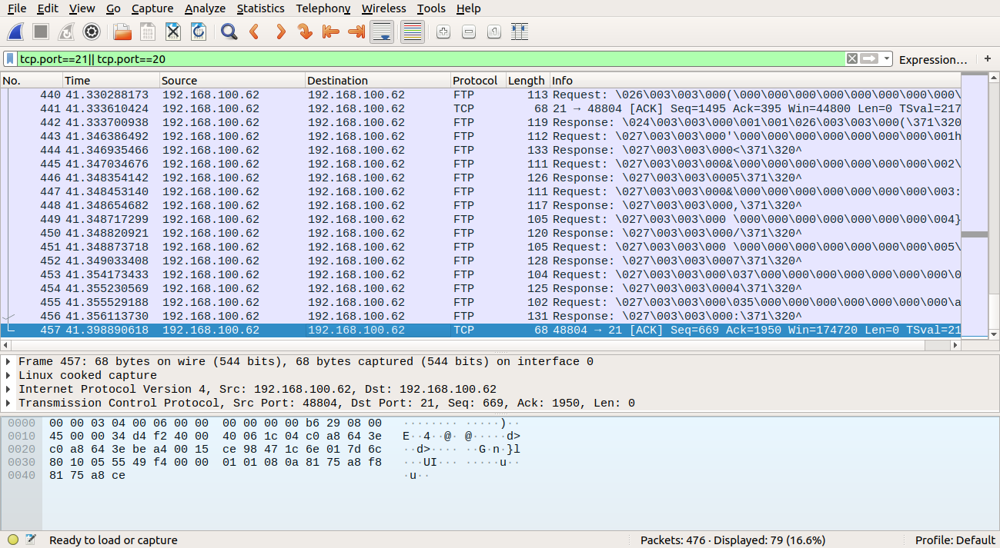 File Edit View Go Capture Analyze Statistics Telephony Wireless Tools Help
tcp.port==21|| tcp.port==20 Expression… +
No. Time Source Destination Protocol Length Info
440 41.330288173 192.168.100.62 192.168.100.62 FTP 113 Request: \026\003\003\000(\000\000\000\000\000\000\000\000\
441 41.333610424 192.168.100.62 192.168.100.62 TCP 68 21 → 48804 [ACK] Seq=1495 Ack=395 Win=44800 Len=0 TSval=217
442 41.333700938 192.168.100.62 192.168.100.62 FTP 119 Response: \024\003\003\000\001\001\026\003\003\000(\371\320
443 41.346386492 192.168.100.62 192.168.100.62 FTP 112 Request: \027\003\003\000'\000\000\000\000\000\000\000\001h
444 41.346935466 192.168.100.62 192.168.100.62 FTP 133 Response: \027\003\003\000<\371\320^
445 41.347034676 192.168.100.62 192.168.100.62 FTP 111 Request: \027\003\003\000&\000\000\000\000\000\000\000\002\
446 41.348354142 192.168.100.62 192.168.100.62 FTP 126 Response: \027\003\003\0005\371\320^
447 41.348453140 192.168.100.62 192.168.100.62 FTP 111 Request: \027\003\003\000&\000\000\000\000\000\000\000\003:
448 41.348654682 192.168.100.62 192.168.100.62 FTP 117 Response: \027\003\003\000,\371\320^
449 41.348717299 192.168.100.62 192.168.100.62 FTP 105 Request: \027\003\003\000 \000\000\000\000\000\000\000\004}
450 41.348820921 192.168.100.62 192.168.100.62 FTP 120 Response: \027\003\003\000/\371\320^
451 41.348873718 192.168.100.62 192.168.100.62 FTP 105 Request: \027\003\003\000 \000\000\000\000\000\000\000\005\
452 41.349033408 192.168.100.62 192.168.100.62 FTP 128 Response: \027\003\003\0007\371\320^
453 41.354173433 192.168.100.62 192.168.100.62 FTP 104 Request: \027\003\003\000\037\000\000\000\000\000\000\000\0
454 41.355230569 192.168.100.62 192.168.100.62 FTP 125 Response: \027\003\003\0004\371\320^
455 41.355529188 192.168.100.62 192.168.100.62 FTP 102 Request: \027\003\003\000\035\000\000\000\000\000\000\000\a
456 41.356113730 192.168.100.62 192.168.100.62 FTP 131 Response: \027\003\003\000:\371\320^
457 41.398890618 192.168.100.62 192.168.100.62 TCP 68 48804 → 21 [ACK] Seq=669 Ack=1950 Win=174720 Len=0 TSval=21
Frame 457: 68 bytes on wire (544 bits), 68 bytes captured (544 bits) on interface 0
Linux cooked capture
Internet Protocol Version 4, Src: 192.168.100.62, Dst: 192.168.100.62
Transmission Control Protocol, Src Port: 48804, Dst Port: 21, Seq: 669, Ack: 1950, Len: 0
0000 00 00 03 04 00 06 00 00 00 00 00 00 b6 29 08 00 ········ ·····)··
0010 45 00 00 34 d4 f2 40 00 40 06 1c 04 c0 a8 64 3e E··4··@· @·····d>
0020 c0 a8 64 3e be a4 00 15 ce 98 47 1c 6e 01 7d 6c ··d>···· ··G·n·}l
0030 80 10 05 55 49 f4 00 00 01 01 08 0a 81 75 a8 f8 ···UI··· ·····u··
0040 81 75 a8 ce ·u··
Ready to load or capture Packets: 476 · Displayed: 79 (16.6%) Profile: Default